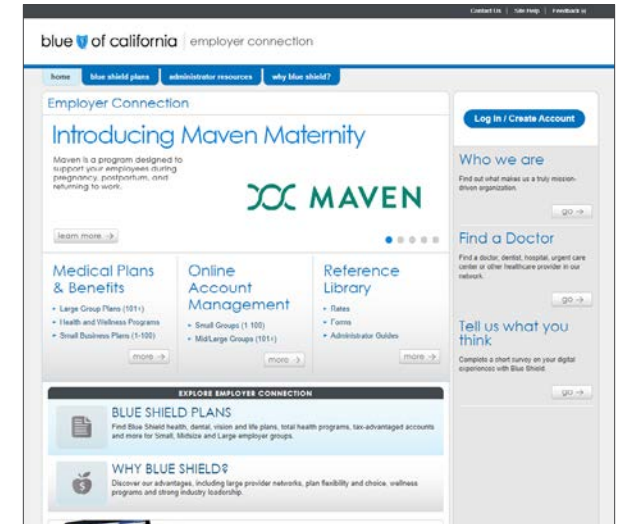 Contact Us | Site Help | Feedback
blue of california employer connection
home blue shield plans administrator resources why blue shield?
Employer Connection
Introducing Maven Maternity
Maven is a program designed to
support your employees during
pregnancy, postpartum, and
returning to work.
MAVEN
learn more →
Medical Plans
& Benefits
Large Group Plans (101+)
Health and Wellness Programs
Small Business Plans (1-100)
more →
Online
Account
Management
Small Groups (1-100)
Mid/Large Groups (101+)
more →
Reference
Library
Rates
Forms
Administrator Guides
more →
EXPLORE EMPLOYER CONNECTION
BLUE SHIELD PLANS
Find Blue Shield health, dental, vision and life plans, total health programs, tax-advantaged accounts
and more for Small, Midsize and Large employer groups.
WHY BLUE SHIELD?
Discover our advantages, including large provider networks, plan flexibility and choice, wellness
programs and strong industry leadership.
Log In / Create Account
Who we are
Find out what makes us a truly mission-
driven organization.
go →
Find a Doctor
Find a doctor, dentist, hospital, urgent care
center or other healthcare provider in our
network.
go →
Tell us what you
think
Complete a short survey on your digital
experiences with Blue Shield.
go →